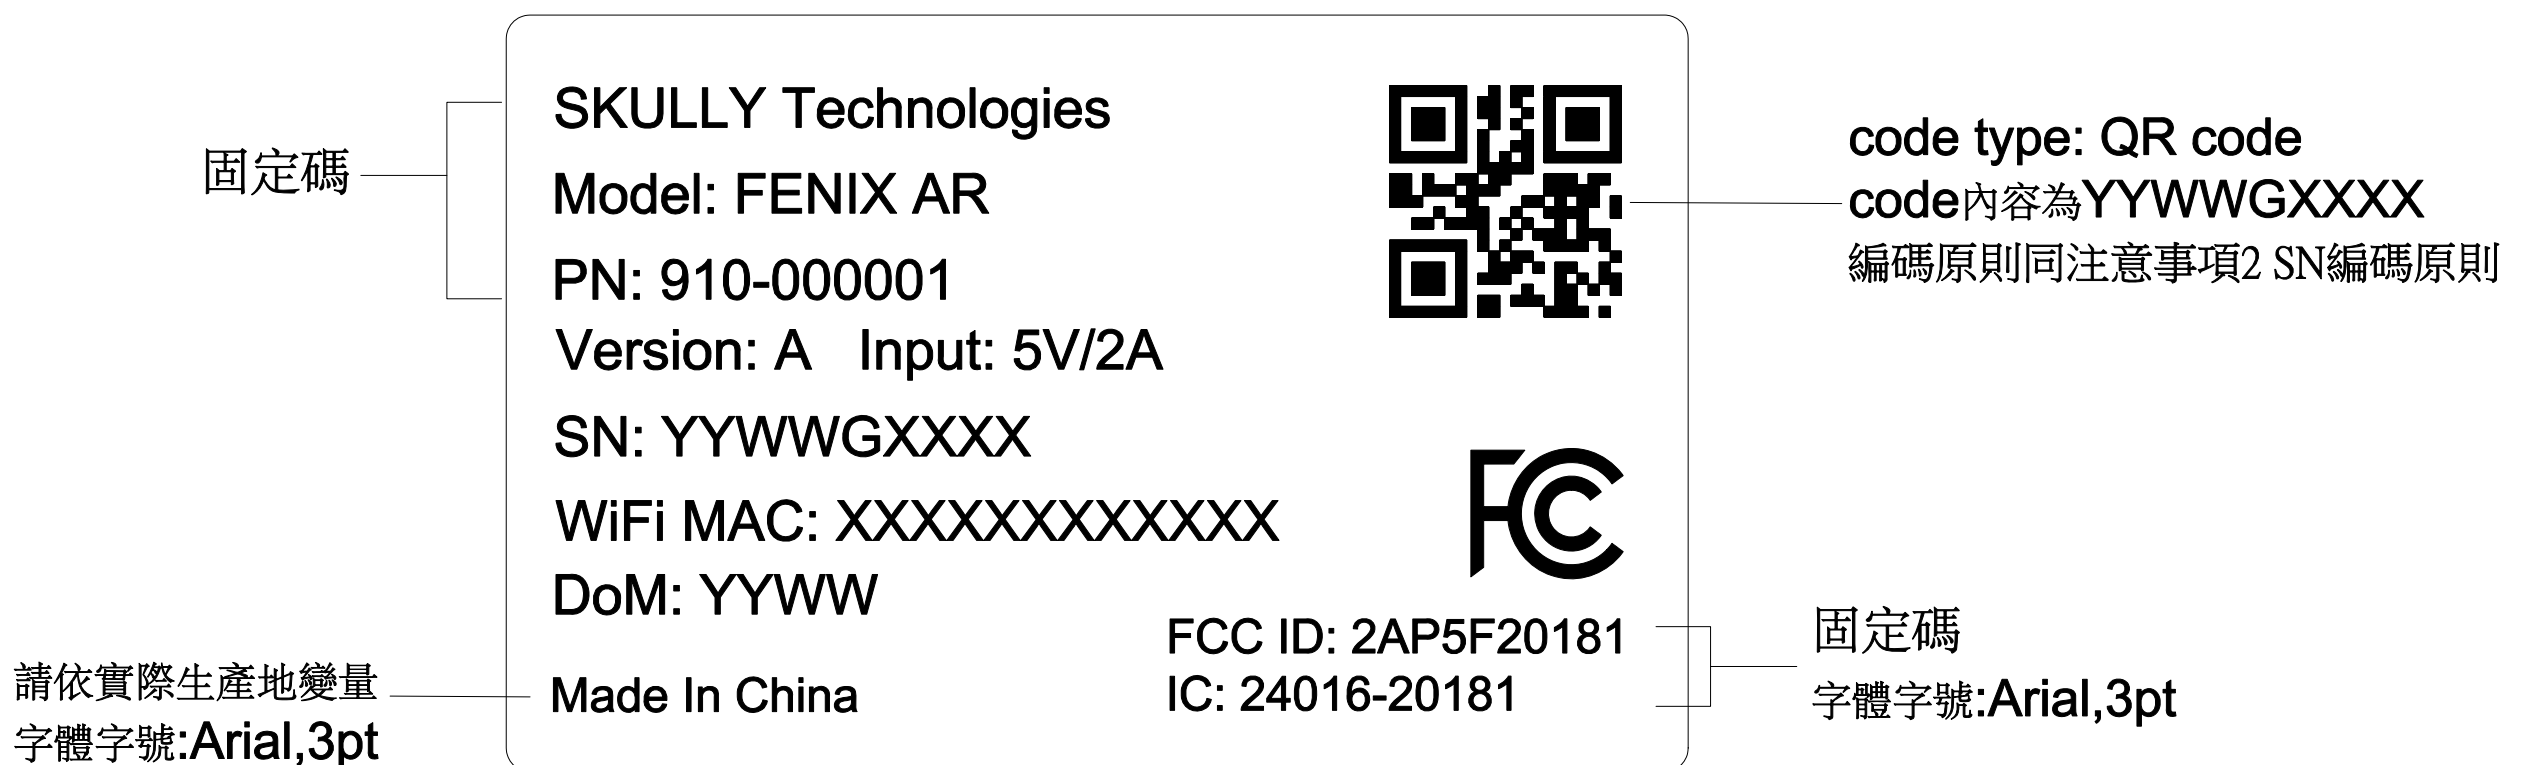 SKULLY Technologies
Model: FENIX AR
PN: 910-000001
Version: A Input: 5V/2A
SN: YYWWGXXXX
WiFi MAC: XXXXXXXXXXXX
DoM: YYWW
Made In China
FC
FCC ID: 2AP5F20181
IC: 24016-20181
固定碼
請依實際生產地變量
字體字號:Arial,3pt
code type: QR code
code內容為YYWWGXXXX
編碼原則同注意事項2 SN編碼原則
固定碼
字體字號:Arial,3pt